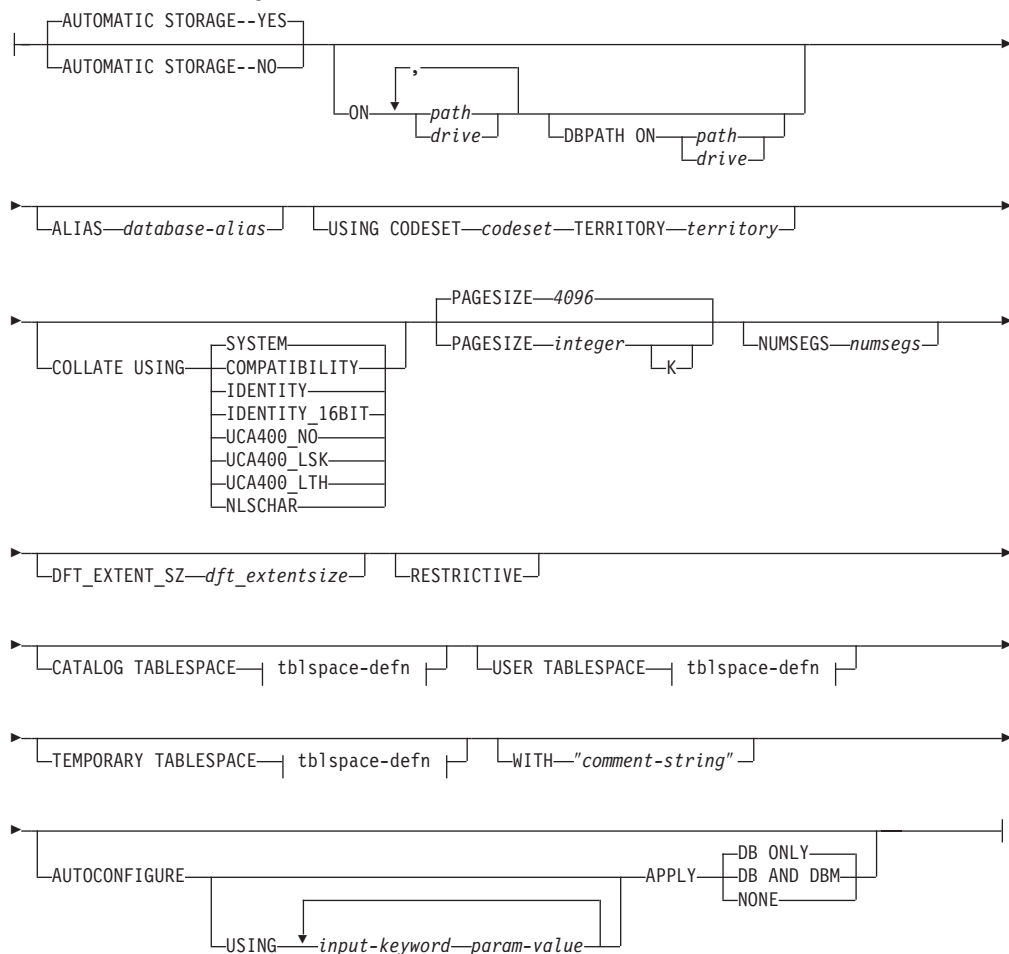 AUTOMATIC STORAGE--YES
AUTOMATIC STORAGE--NO
,
ON path
drive
DBPATH ON path
drive
ALIAS database-alias USING CODESET codeset TERRITORY territory
PAGESIZE 4096
COLLATE USING SYSTEM PAGESIZE integer K NUMSEGS numsegs
COMPATIBILITY
IDENTITY
IDENTITY_16BIT
UCA400_NO
UCA400_LSK
UCA400_LTH
NLSCHAR
DFT_EXTENT_SZ dft_extentsize RESTRICTIVE
CATALOG TABLESPACE tblspace-defn USER TABLESPACE tblspace-defn
TEMPORARY TABLESPACE tblspace-defn WITH "comment-string"
AUTOCONFIGURE APPLY DB ONLY
DB AND DBM
NONE
USING input-keyword param-value